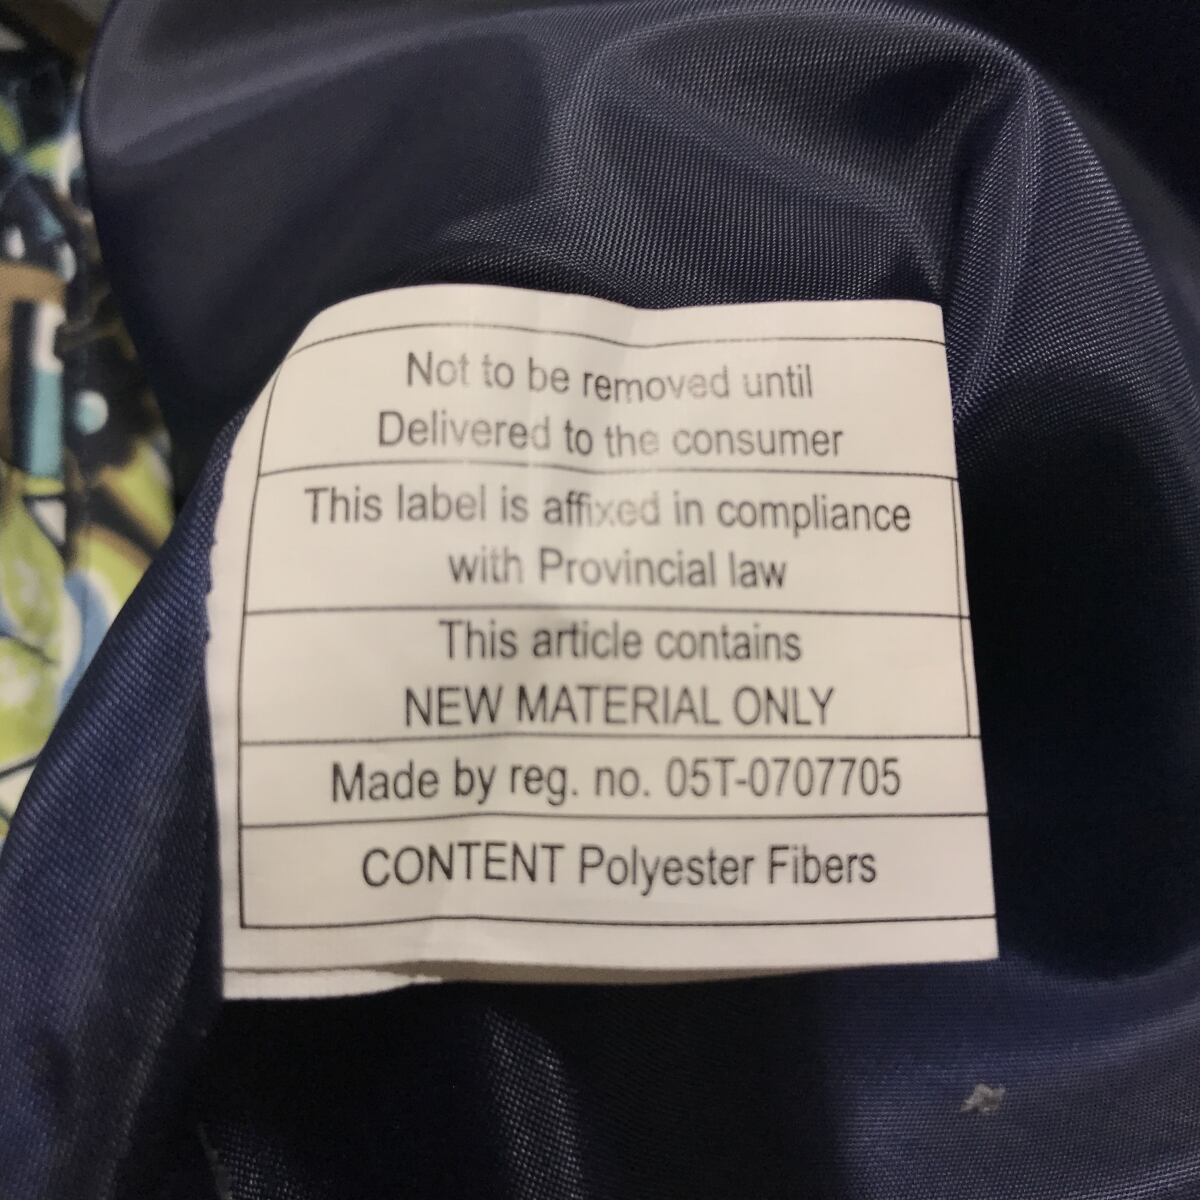 Not to be removed until
Delivered to the consumer
This label is affixed in compliance
with Provincial law
This article contains
NEW MATERIAL ONLY
Made by reg. no. 05T-0707705
CONTENT Polyester Fibers